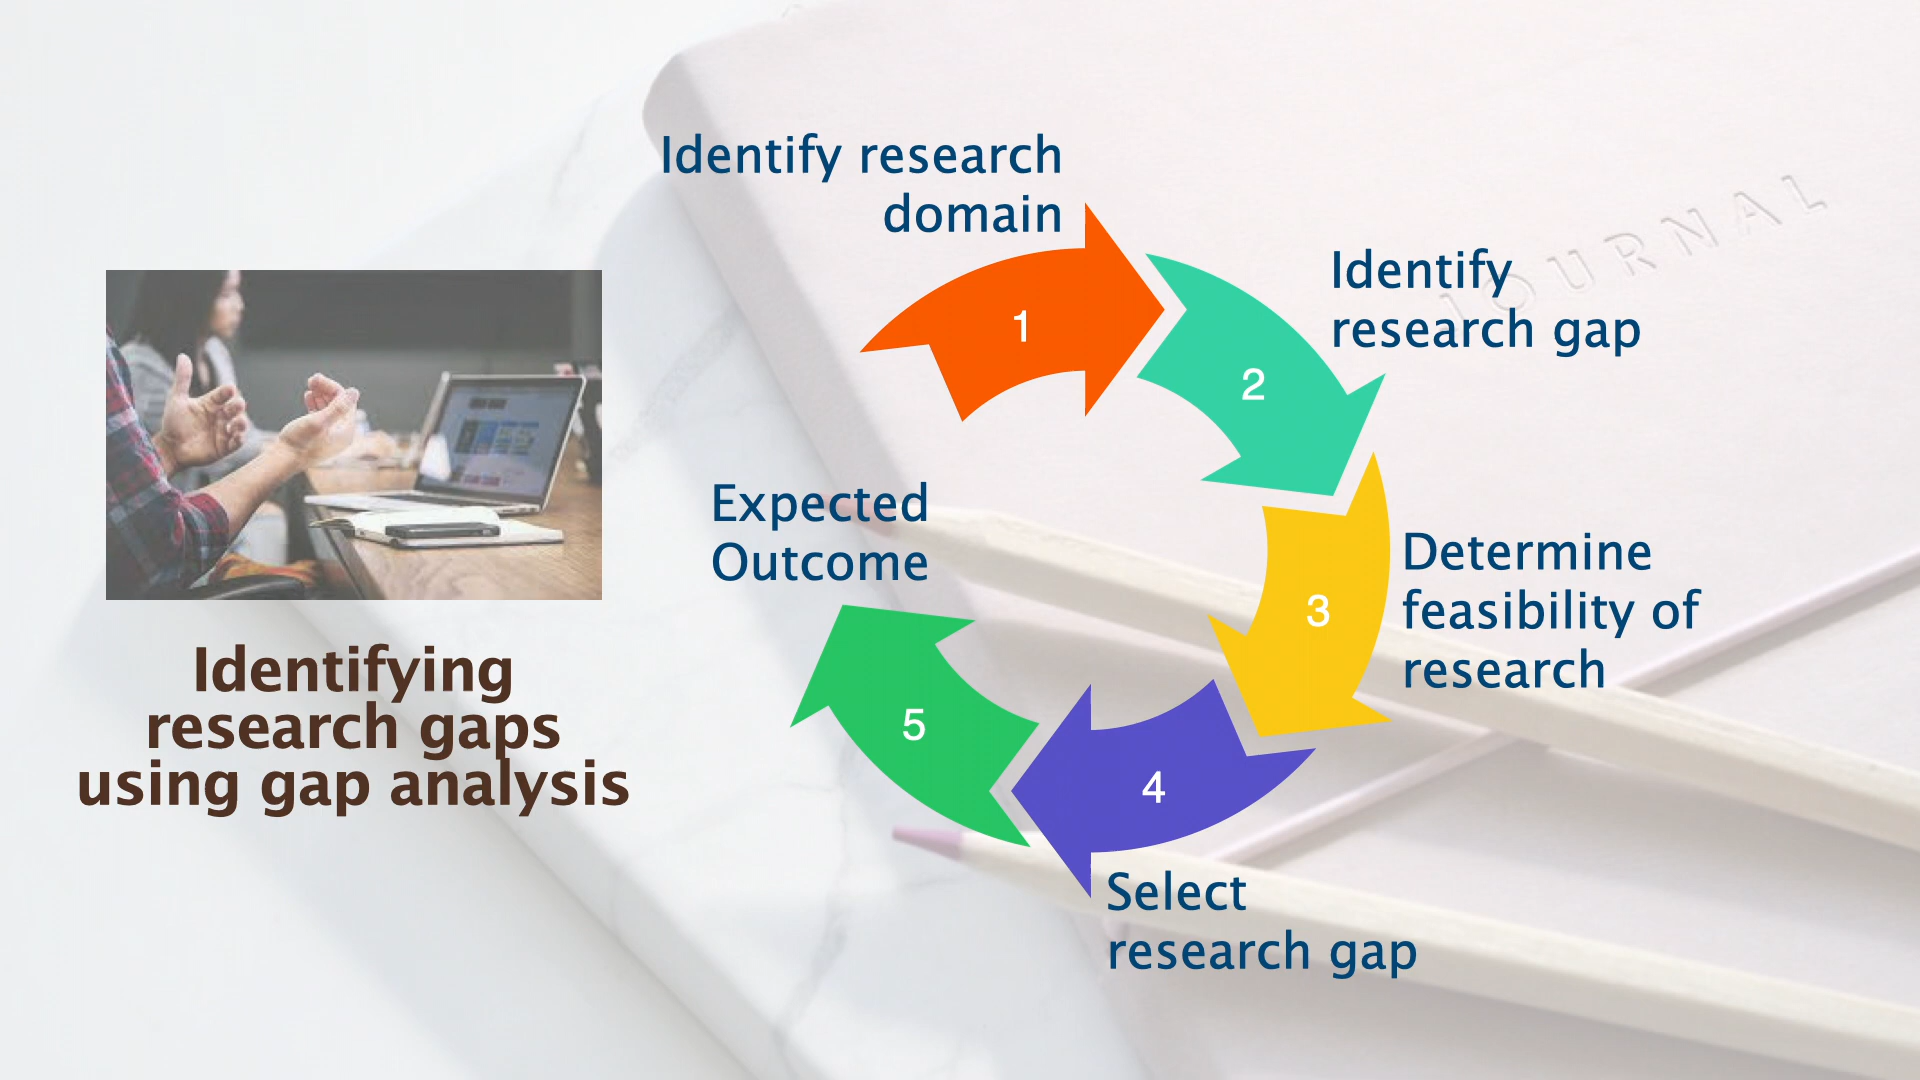 Identify research
domain
1
2
Identify
research gap
JOURNAL
3
Determine
feasibility of
research
4
Select
research gap
5
Expected
Outcome
Identifying
research gaps
using gap analysis